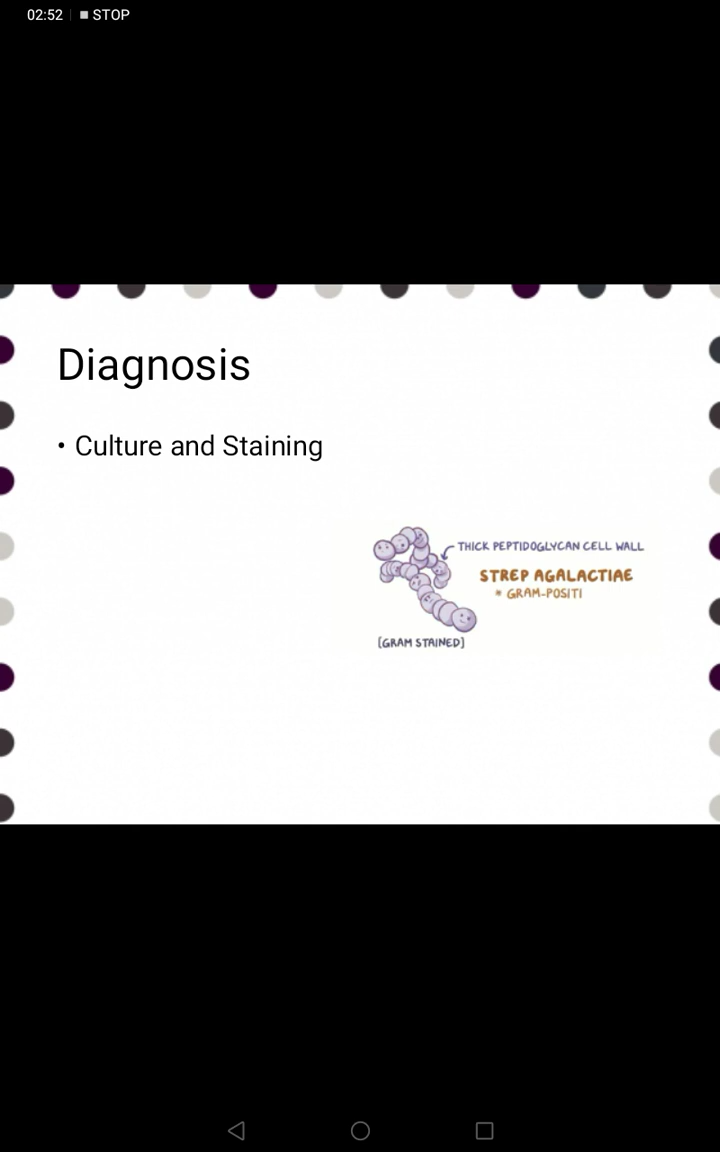 02:52 STOP
Diagnosis
• Culture and Staining
THICK PEPTIDOGLYCAN CELL WALL
STREP AGALACTIAE
* GRAM-POSITI
[GRAM STAINED]